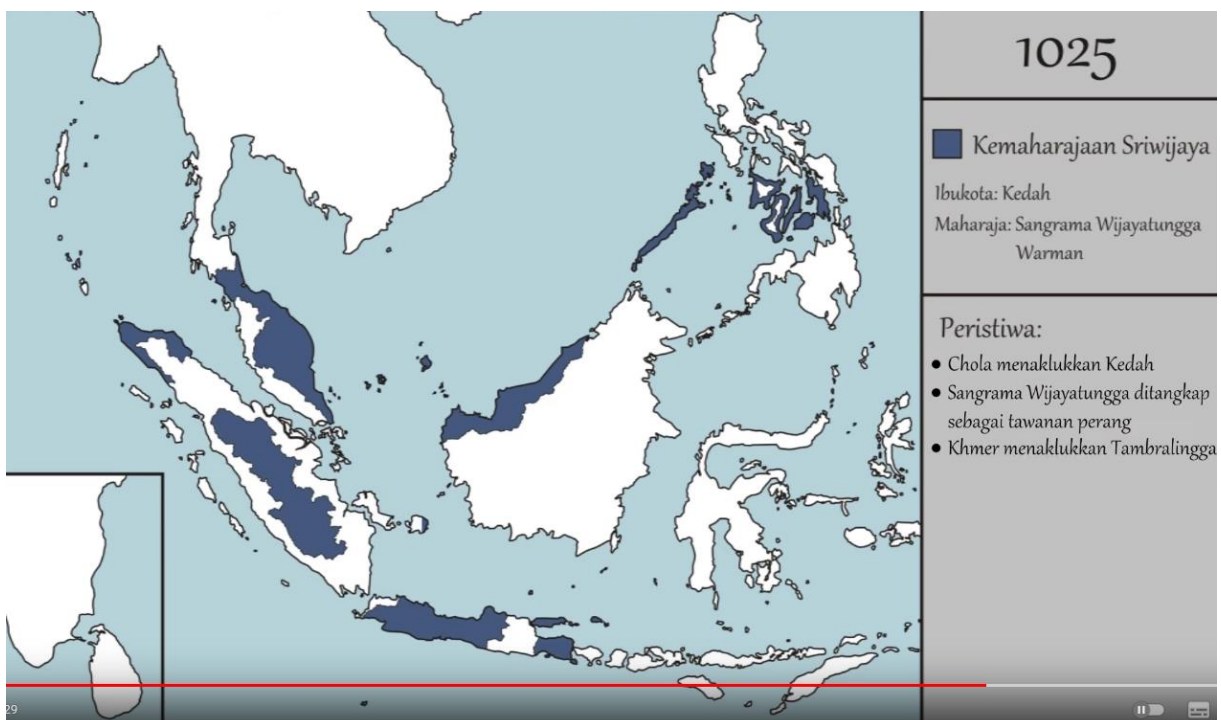 1025
Kemaharajaan Sriwijaya
Ibukota: Kedah
Maharaja: Sangrama Wijayatungga
Warman
Peristiwa:
● Chola menaklukkan Kedah
● Sangrama Wijayatungga ditangkap
sebagai tawanan perang
● Khmer menaklukkan Tambralingga
29